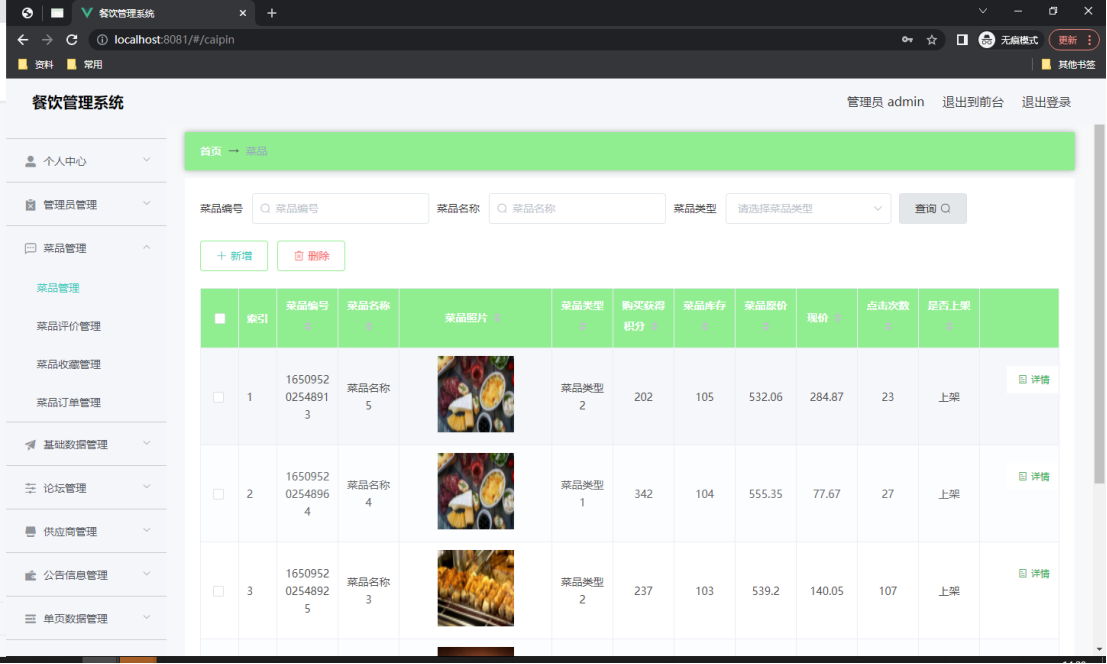 餐饮管理系统
localhost:8081/#/caipin
无痕模式
更新
资料
常用
其他书签
餐饮管理系统
管理员 admin
退出到前台
退出登录
个人中心
管理员管理
菜品管理
菜品管理
菜品评价管理
菜品收藏管理
菜品订单管理
基础数据管理
论坛管理
供应商管理
公告信息管理
单页数据管理
首页 → 菜品
菜品编号
菜品编号
菜品名称
菜品名称
菜品类型
请选择菜品类型
查询
新增
删除
索引
菜品编号
菜品名称
菜品照片
菜品类型
购买获得
积分
菜品库存
菜品原价
现价
点击次数
是否上架
1
1650952
0254891
3
菜品名称
5
菜品类型
2
202
105
532.06
284.87
23
上架
详情
2
1650952
0254896
4
菜品名称
4
菜品类型
1
342
104
555.35
77.67
27
上架
详情
3
1650952
0254892
5
菜品名称
3
菜品类型
2
237
103
539.2
140.05
107
上架
详情